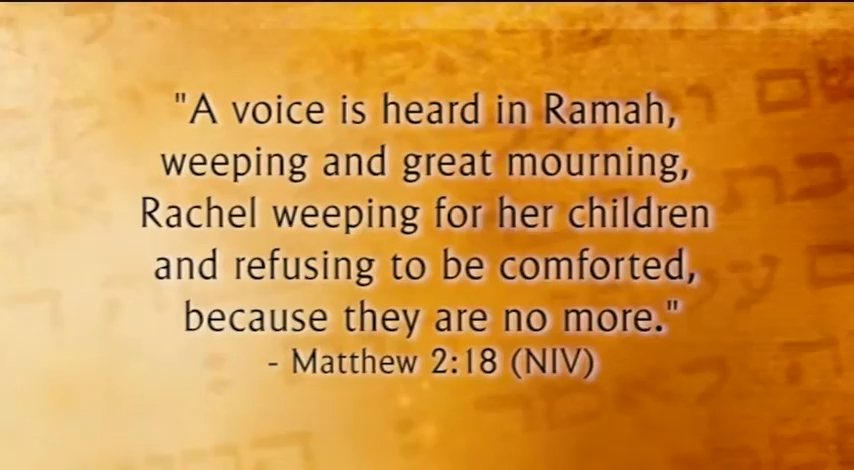 "A voice is heard in Ramah,
weeping and great mourning,
Rachel weeping for her children
and refusing to be comforted,
because they are no more."
- Matthew 2:18 (NIV)